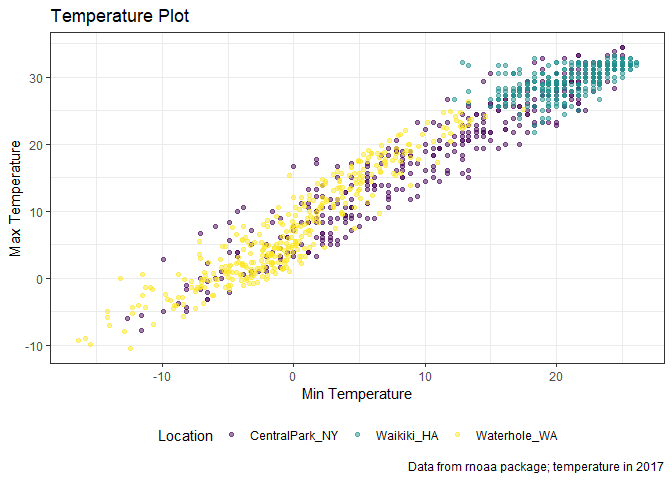 Temperature Plot
Max Temperature
30
20
10
0
-10
-10 0 10 20
Min Temperature
Location CentralPark_NY Waikiki_HA Waterhole_WA
Data from rnoaa package; temperature in 2017